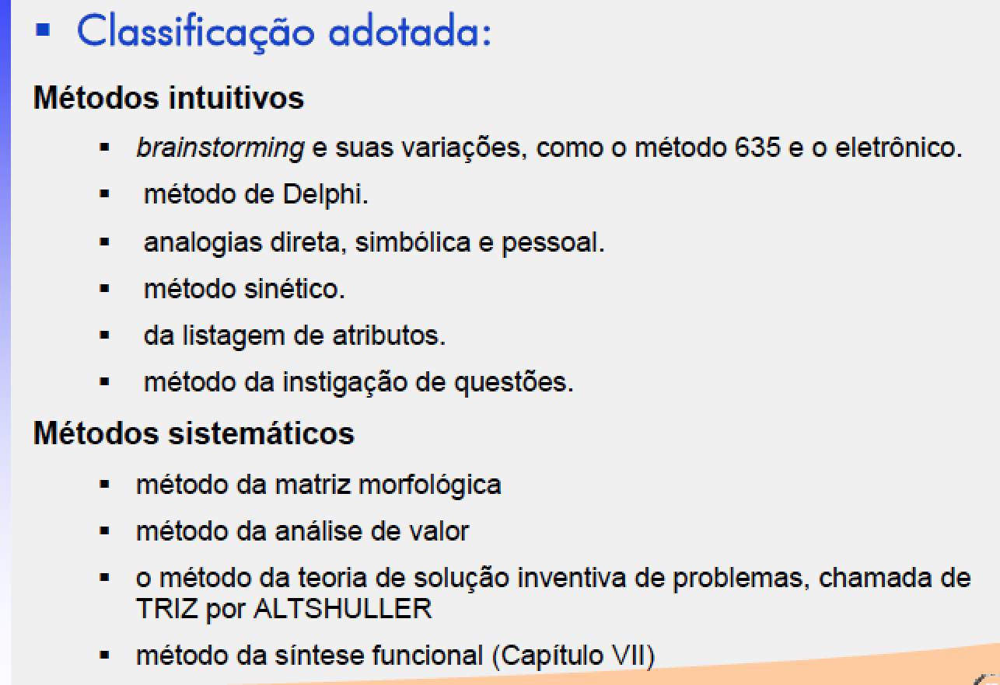 ▪ Classificação adotada:
Métodos intuitivos
▪ brainstorming e suas variações, como o método 635 e o eletrônico.
▪ método de Delphi.
▪ analogias direta, simbólica e pessoal.
▪ método sinético.
▪ da listagem de atributos.
▪ método da instigação de questões.
Métodos sistemáticos
▪ método da matriz morfológica
▪ método da análise de valor
▪ o método da teoria de solução inventiva de problemas, chamada de
TRIZ por ALTSHULLER
▪ método da síntese funcional (Capítulo VII)